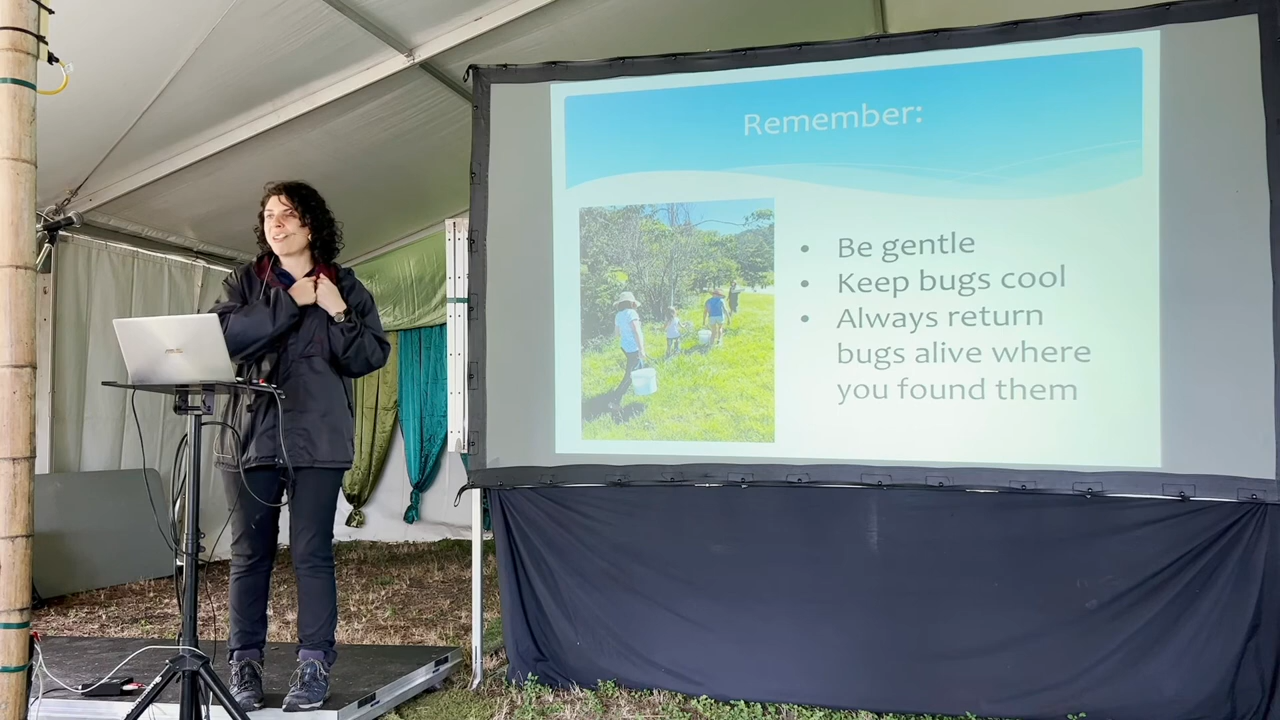 Remember:
• Be gentle
• Keep bugs cool
• Always return
bugs alive where
you found them